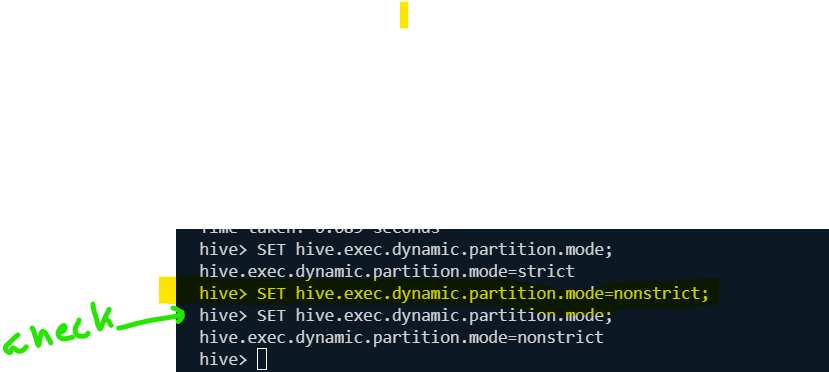 Time taken: 0.089 seconds
hive> SET hive.exec.dynamic.partition.mode;
hive.exec.dynamic.partition.mode=strict
hive> SET hive.exec.dynamic.partition.mode=nonstrict;
check
hive> SET hive.exec.dynamic.partition.mode;
hive.exec.dynamic.partition.mode=nonstrict
hive>